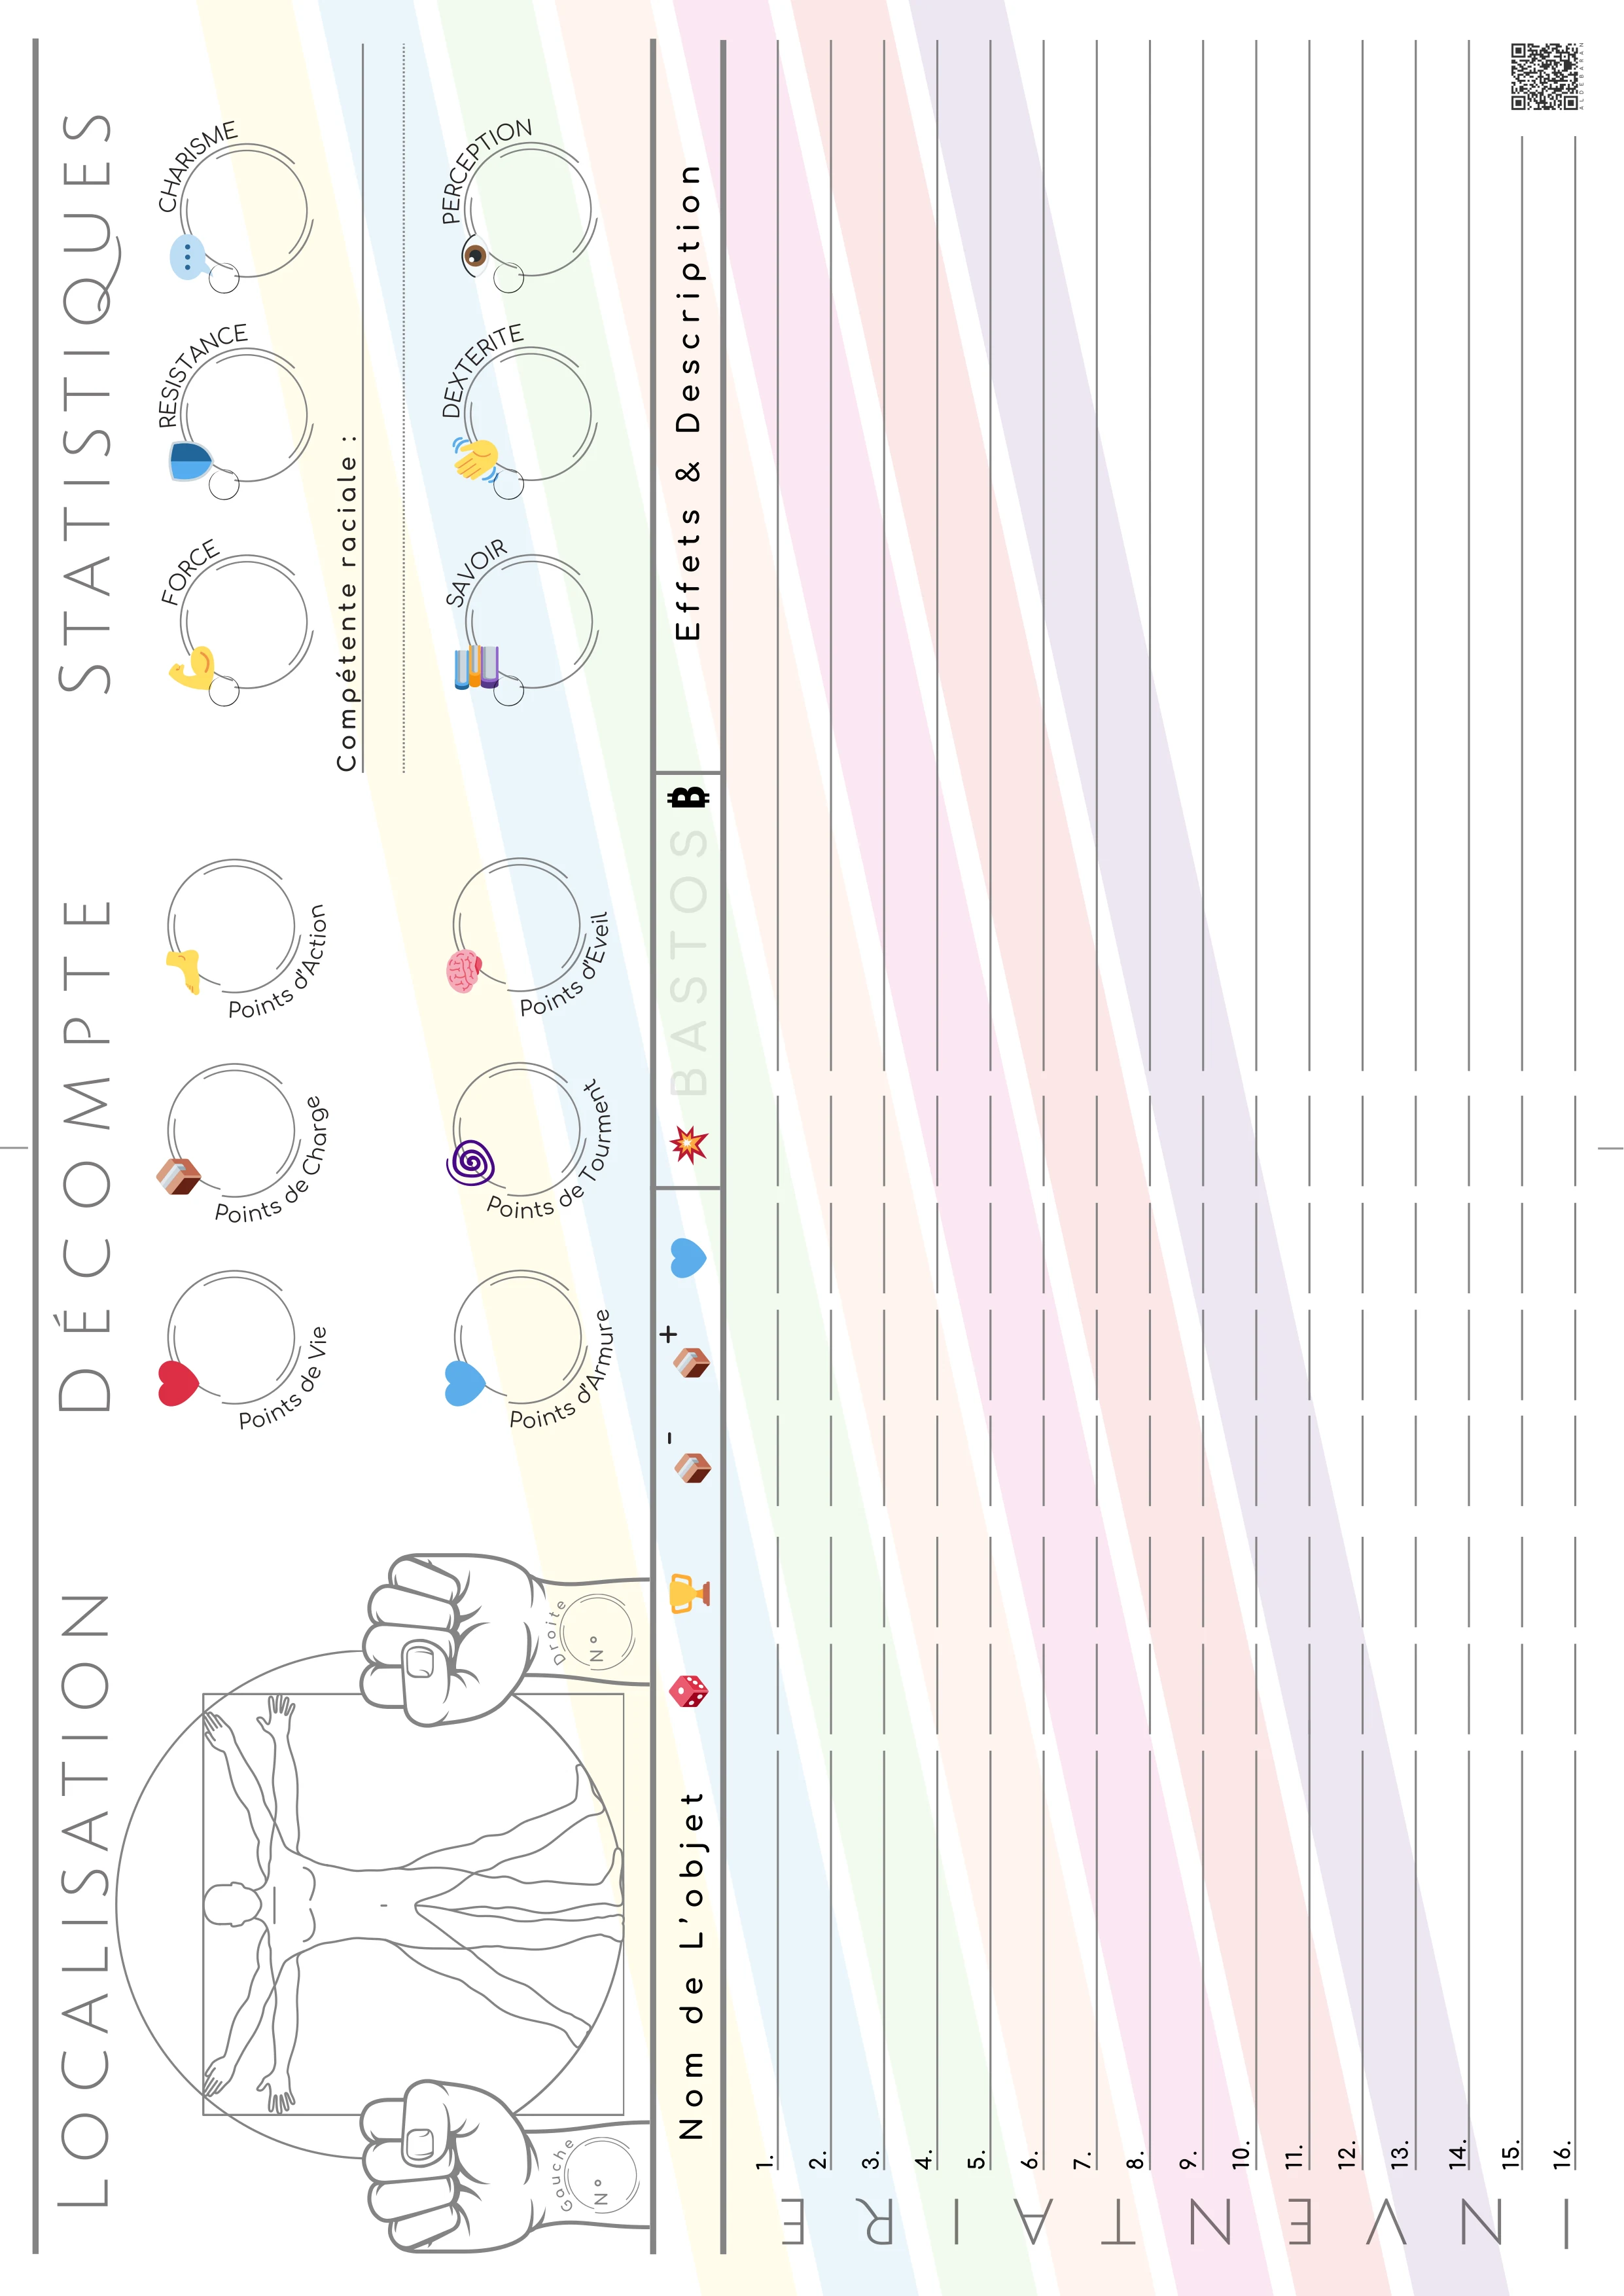 LOCALISATION
DÉCOMPTE
STATISTIQUES
Points de Vie
Points de Charge
Points d'Action
FORCE
RESISTANCE
CHARISME
Compétente raciale :
Points d'Armure
Points de Tourment
Points d'Eveil
SAVOIR
DEXTERITE
PERCEPTION
Gauche
N°
Droite
N°
Nom de L'objet
-
+
BASTOS
Effets & Description
INVENTAIRE
1.
2.
3.
4.
5.
6.
7.
8.
9.
10.
11.
12.
13.
14.
15.
16.
ALDEBARAN